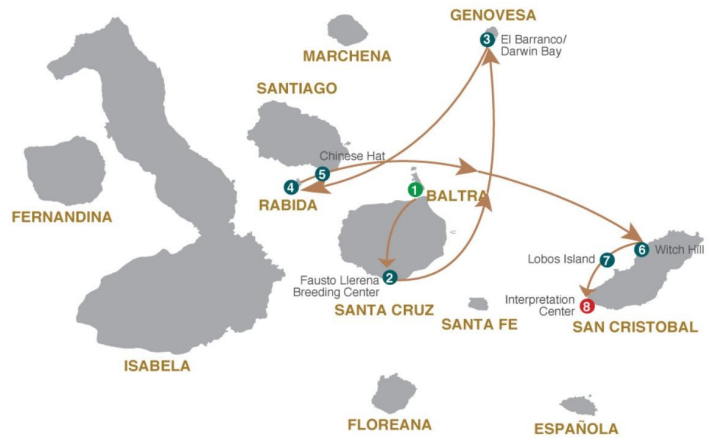 GENOVESA
3 El Barranco/
Darwin Bay
MARCHENA
SANTIAGO
Chinese Hat
5
4
RABIDA
1 BALTRA
FERNANDINA
Fausto Llerena
Breeding Center
2
SANTA CRUZ
6 Witch Hill
Lobos Island 7
Interpretation
Center
8
SANTA FE
SAN CRISTOBAL
ISABELA
FLOREANA
ESPAÑOLA